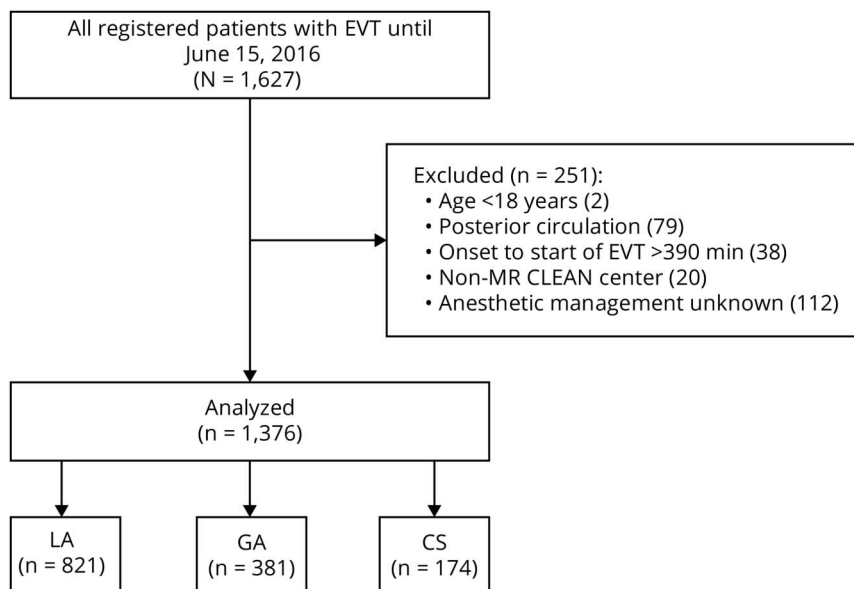 All registered patients with EVT until
June 15, 2016
(N = 1,627)
Excluded (n = 251):
• Age <18 years (2)
• Posterior circulation (79)
• Onset to start of EVT >390 min (38)
• Non-MR CLEAN center (20)
• Anesthetic management unknown (112)
Analyzed
(n = 1,376)
LA
(n = 821)
GA
(n = 381)
CS
(n = 174)